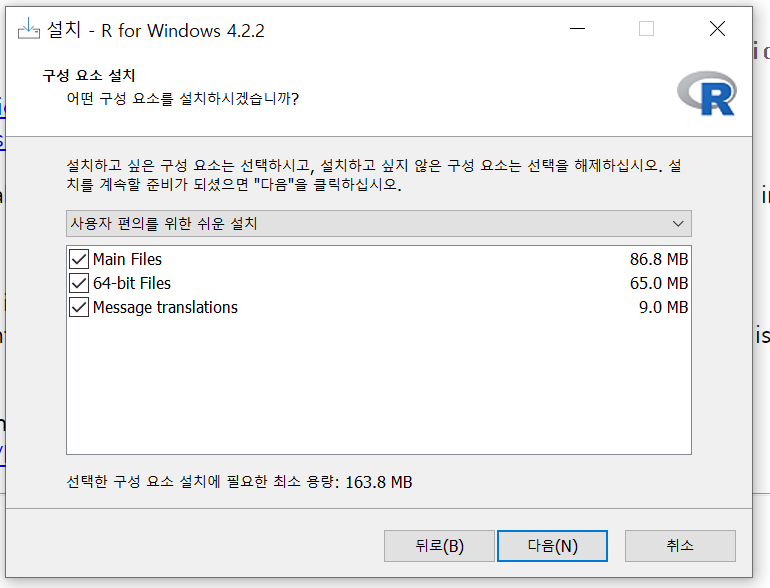 설치 - R for Windows 4.2.2
구성 요소 설치
어떤 구성 요소를 설치하시겠습니까?
R
설치하고 싶은 구성 요소는 선택하시고, 설치하고 싶지 않은 구성 요소는 선택을 해제하십시오. 설
치를 계속할 준비가 되셨으면 "다음"을 클릭하십시오.
사용자 편의를 위한 쉬운 설치
Main Files 86.8 MB
64-bit Files 65.0 MB
Message translations 9.0 MB
선택한 구성 요소 설치에 필요한 최소 용량: 163.8 MB
뒤로(B) 다음(N) 취소